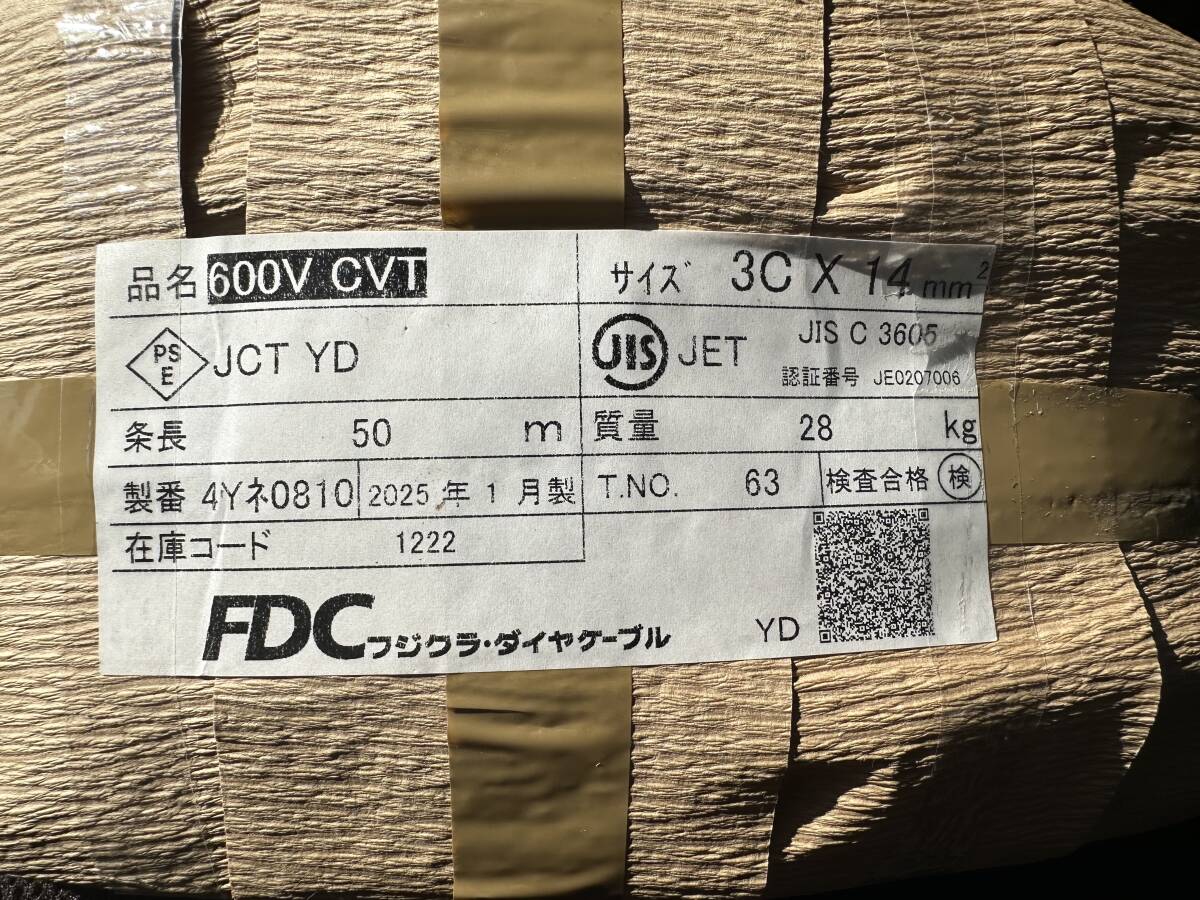 品名 600V CVT サイズ 3C X 14 mm²
PSE JCT YD JIS JET JIS C 3605
認証番号 JE0207006
条長 50 m 質量 28 kg
製番 4Yネ0810 2025 年 1 月製 T.NO. 63 検査合格 検
在庫コード 1222
FDC フジクラ・ダイヤケーブル YD